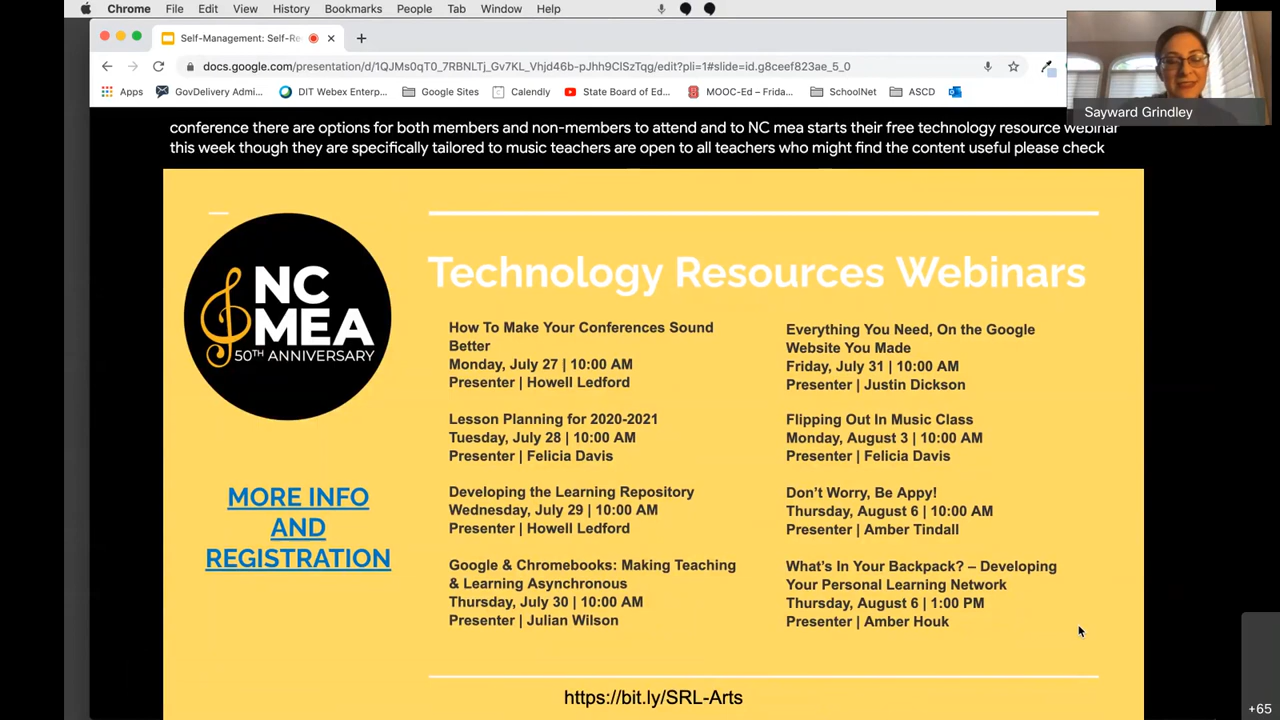 Chrome File Edit View History Bookmarks People Tab Window Help
Self-Management: Self-Re
docs.google.com/presentation/d/1QJMs0qT0_7RBNLTj_Gv7KL_Vhjd46b-pJhh9ClSzTqg/edit?pli=1#slide=id.g8ceef823ae_5_0
Apps GovDelivery Admi... DIT Webex Enterp... Google Sites Calendly State Board of Ed... MOOC-Ed – Frida... SchoolNet ASCD
Sayward Grindley
conference there are options for both members and non-members to attend and to NC mea starts their free technology resource webinar
this week though they are specifically tailored to music teachers are open to all teachers who might find the content useful please check
NC
MEA
50TH ANNIVERSARY
MORE INFO
AND
REGISTRATION
Technology Resources Webinars
How To Make Your Conferences Sound
Better
Monday, July 27 | 10:00 AM
Presenter | Howell Ledford
Lesson Planning for 2020-2021
Tuesday, July 28 | 10:00 AM
Presenter | Felicia Davis
Developing the Learning Repository
Wednesday, July 29 | 10:00 AM
Presenter | Howell Ledford
Google & Chromebooks: Making Teaching
& Learning Asynchronous
Thursday, July 30 | 10:00 AM
Presenter | Julian Wilson
Everything You Need, On the Google
Website You Made
Friday, July 31 | 10:00 AM
Presenter | Justin Dickson
Flipping Out In Music Class
Monday, August 3 | 10:00 AM
Presenter | Felicia Davis
Don't Worry, Be Appy!
Thursday, August 6 | 10:00 AM
Presenter | Amber Tindall
What's In Your Backpack? – Developing
Your Personal Learning Network
Thursday, August 6 | 1:00 PM
Presenter | Amber Houk
https://bit.ly/SRL-Arts
+65